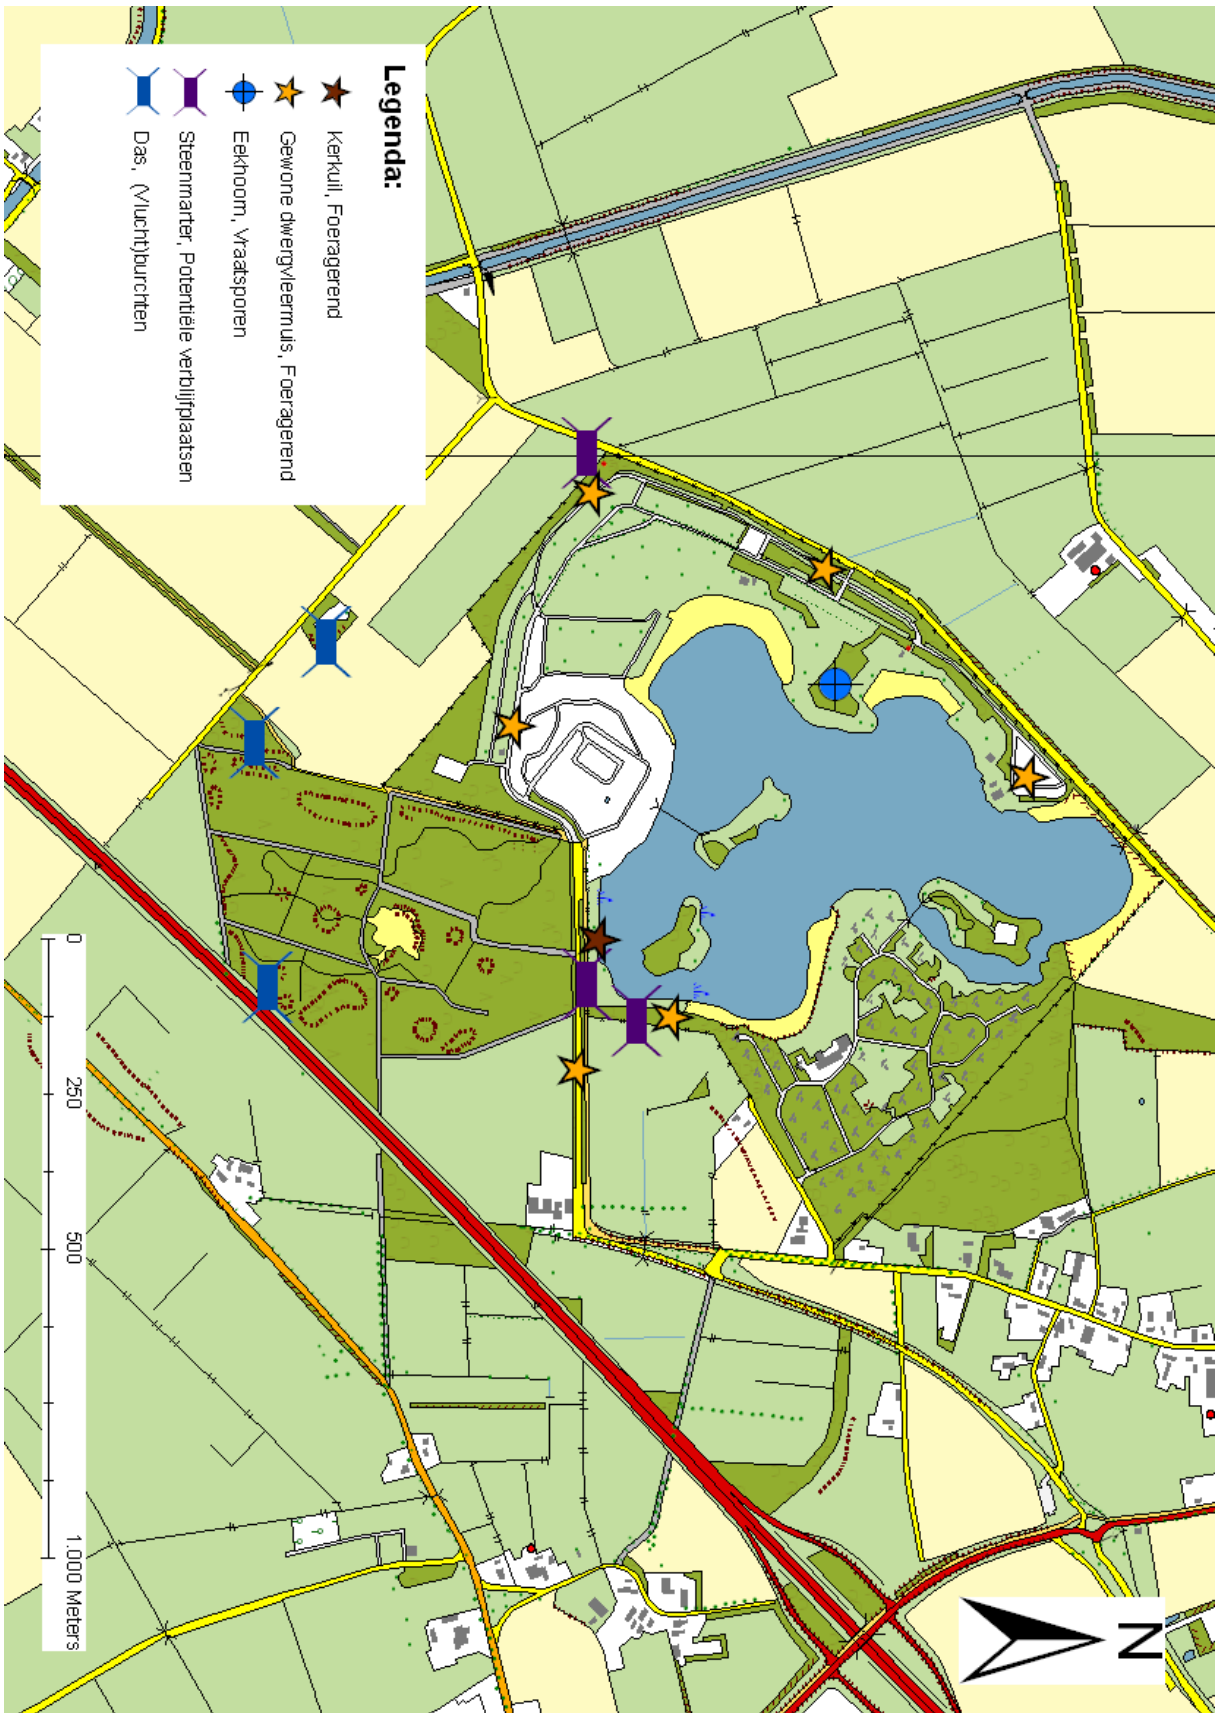 Legenda:
Kerkuil, Foeragerend
Gewone dwergvleermuis, Foeragerend
Eekhoorn, Vraatsporen
Steenmarter, Potentiële verblijfplaatsen
Das, (Vlucht)burchten
0 250 500 1.000 Meters
N